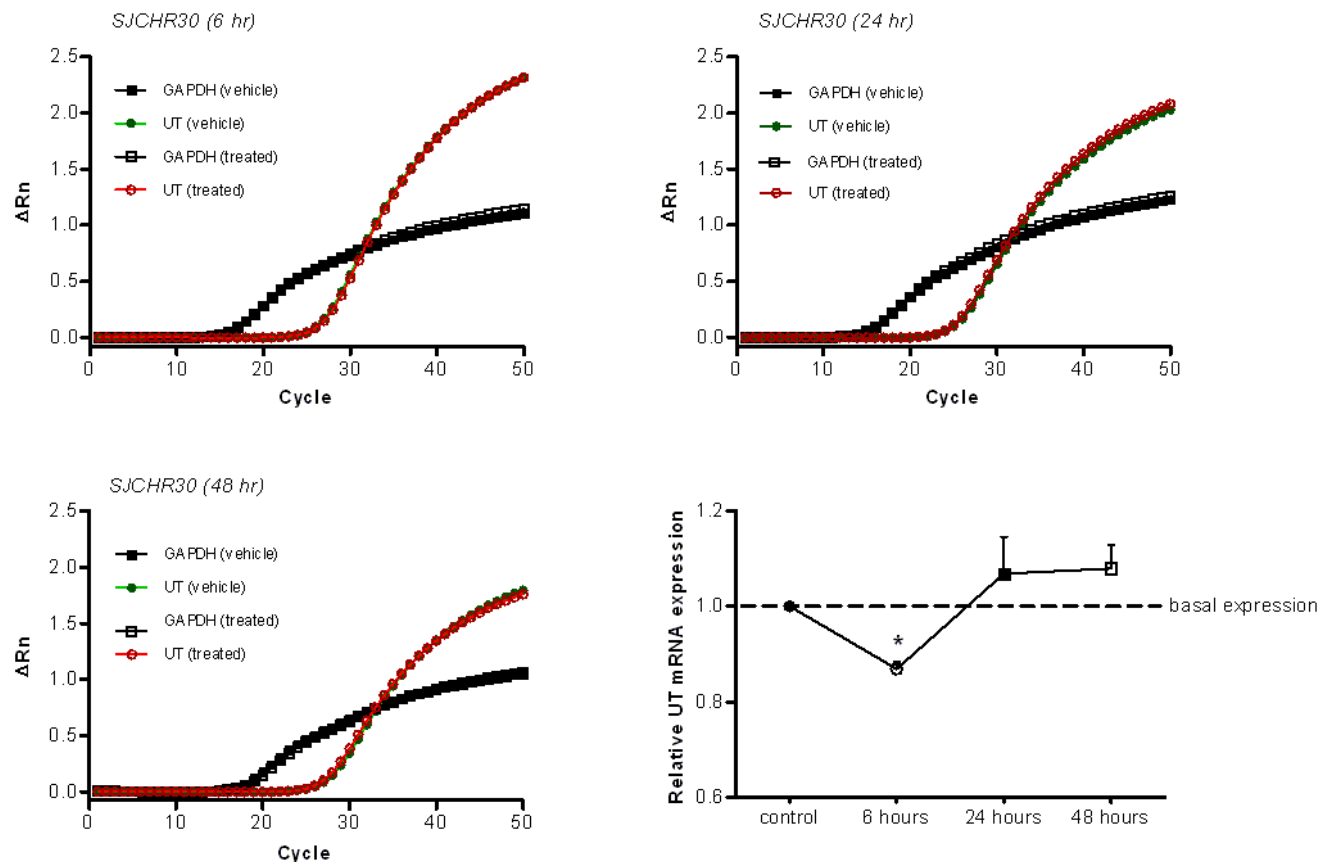 SJCHR30 (6 hr)
2.5
2.0
1.5
1.0
0.5
0.0
ΔRn
GAPDH (vehicle)
UT (vehicle)
GAPDH (treated)
UT (treated)
0 10 20 30 40 50
Cycle
SJCHR30 (24 hr)
2.5
2.0
1.5
1.0
0.5
0.0
ΔRn
GAPDH (vehicle)
UT (vehicle)
GAPDH (treated)
UT (treated)
0 10 20 30 40 50
Cycle
SJCHR30 (48 hr)
2.5
2.0
1.5
1.0
0.5
0.0
ΔRn
GAPDH (vehicle)
UT (vehicle)
GAPDH (treated)
UT (treated)
0 10 20 30 40 50
Cycle
Relative UT mRNA expression
1.2
1.0
0.8
0.6
*
basal expression
control 6 hours 24 hours 48 hours